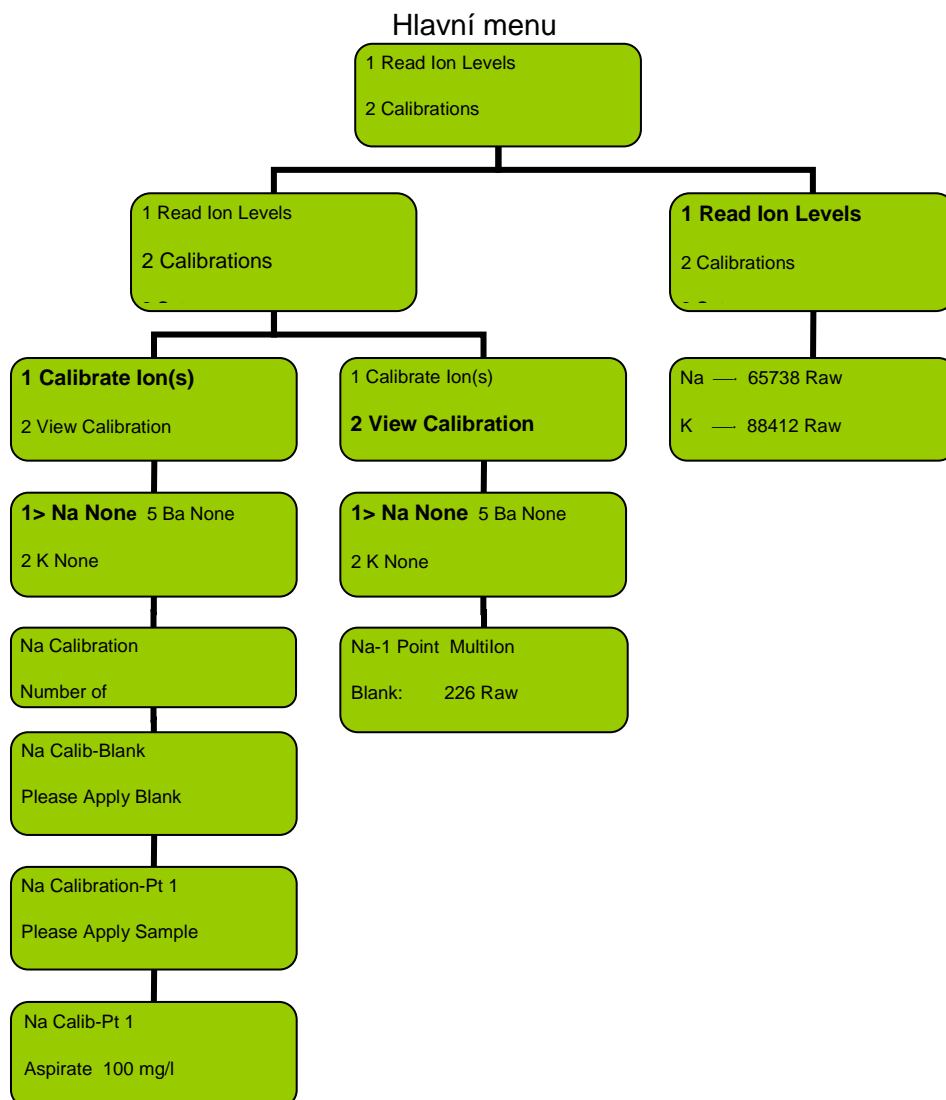 Hlavní menu
1 Read Ion Levels
2 Calibrations
1 Read Ion Levels
2 Calibrations
1 Read Ion Levels
2 Calibrations
1 Calibrate Ion(s)
2 View Calibration
1 Calibrate Ion(s)
2 View Calibration
Na → 65738 Raw
K → 88412 Raw
1> Na None 5 Ba None
2 K None
1> Na None 5 Ba None
2 K None
Na Calibration
Number of
Na-1 Point MultiIon
Blank: 226 Raw
Na Calib-Blank
Please Apply Blank
Na Calibration-Pt 1
Please Apply Sample
Na Calib-Pt 1
Aspirate 100 mg/l